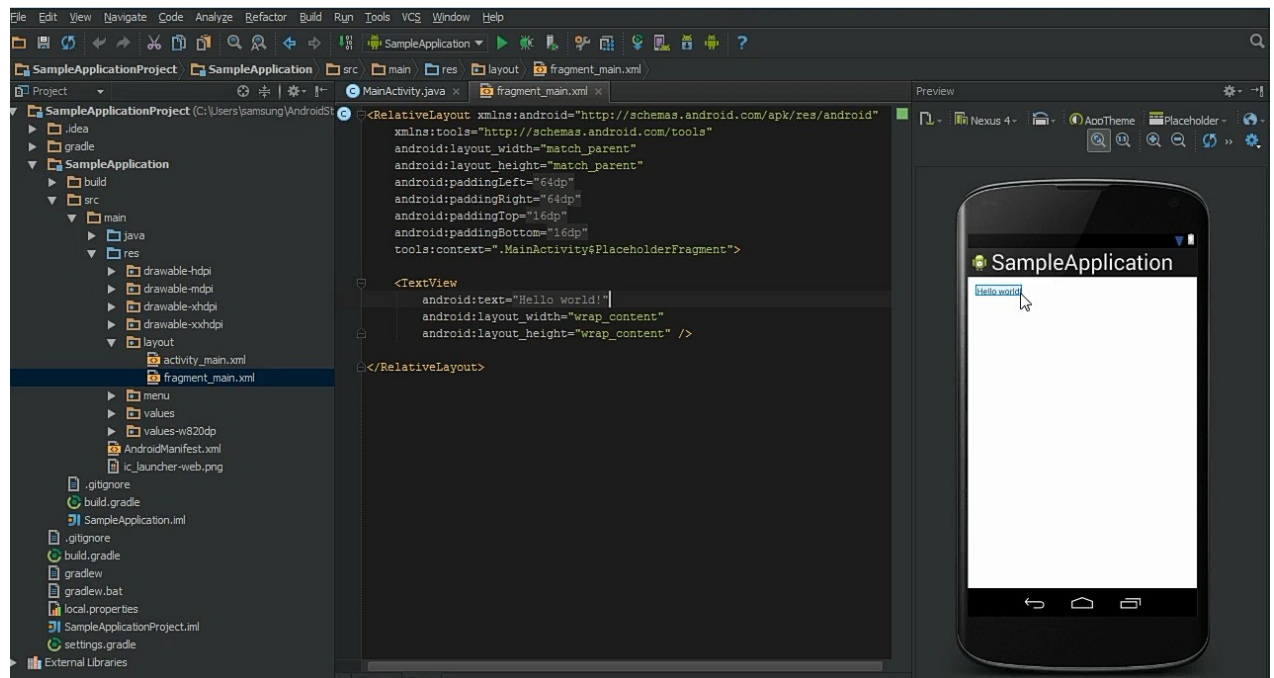 File Edit View Navigate Code Analyze Refactor Build Run Tools VCS Window Help
SampleApplication
SampleApplicationProject SampleApplication src main res layout fragment_main.xml
Project
MainActivity.java fragment_main.xml
Preview
SampleApplicationProject (C:\Users\samsung\AndroidSt
.idea
gradle
SampleApplication
build
src
main
java
res
drawable-hdpi
drawable-mdpi
drawable-xhdpi
drawable-xxhdpi
layout
activity_main.xml
fragment_main.xml
menu
values
values-w820dp
AndroidManifest.xml
ic_launcher-web.png
.gitignore
build.gradle
SampleApplication.iml
.gitignore
build.gradle
gradlew
gradlew.bat
local.properties
SampleApplicationProject.iml
settings.gradle
External Libraries
<RelativeLayout xmlns:android="http://schemas.android.com/apk/res/android"
xmlns:tools="http://schemas.android.com/tools"
android:layout_width="match_parent"
android:layout_height="match_parent"
android:paddingLeft="64dp"
android:paddingRight="64dp"
android:paddingTop="16dp"
android:paddingBottom="16dp"
tools:context=".MainActivity$PlaceholderFragment">
<TextView
android:text="Hello world!"
android:layout_width="wrap_content"
android:layout_height="wrap_content" />
</RelativeLayout>
Nexus 4 AppTheme Placeholder
SampleApplication
Hello world!